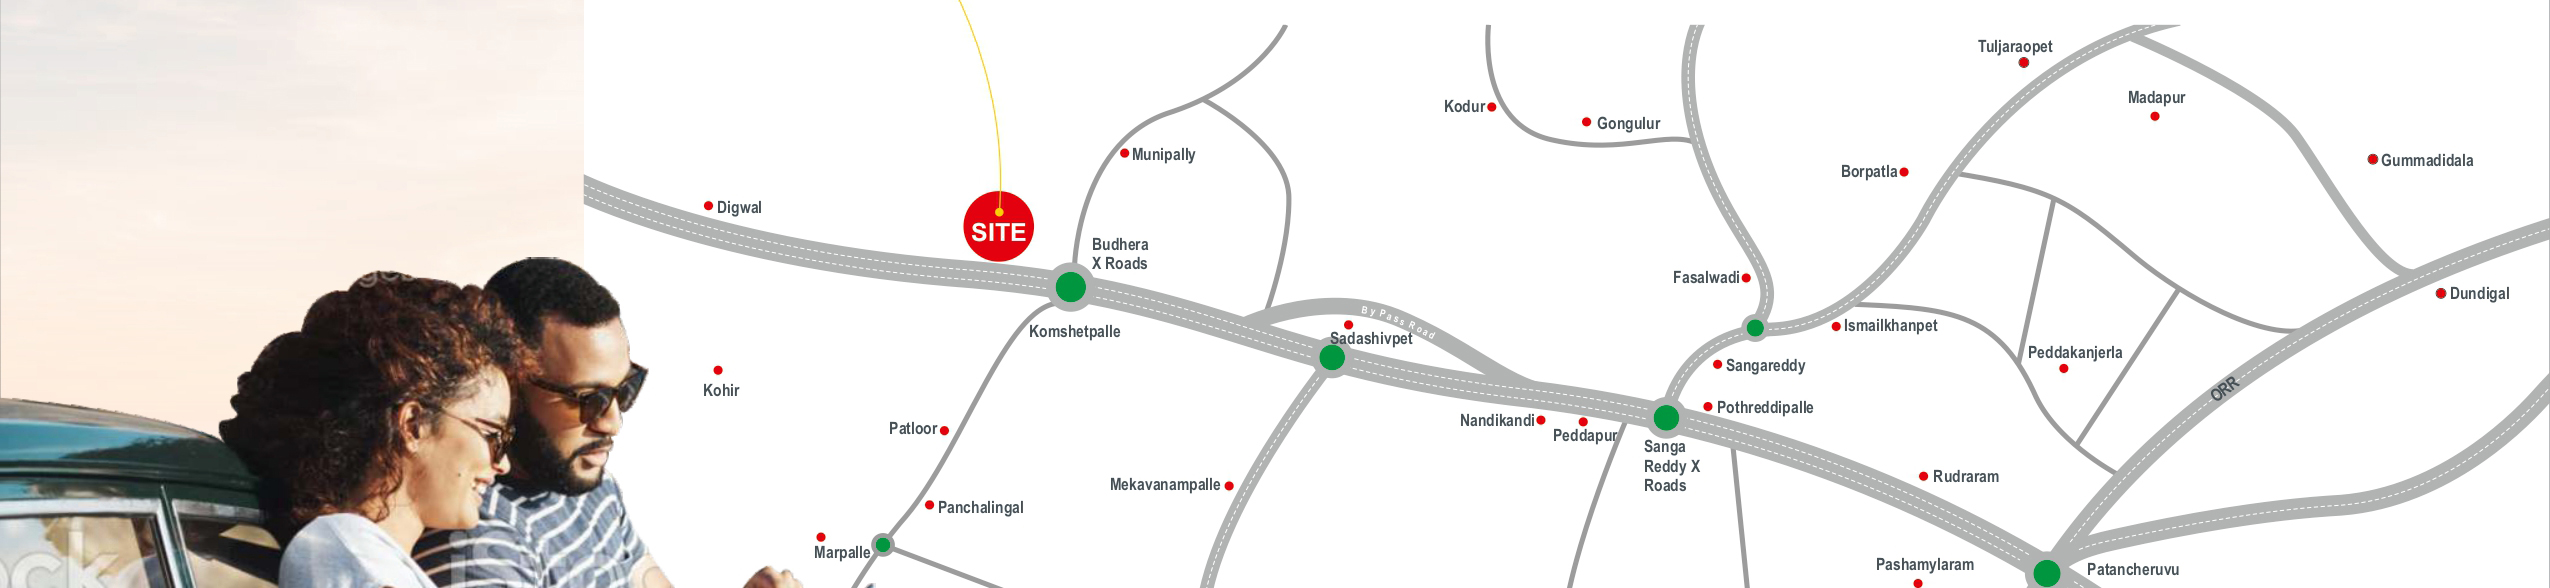 Tuljaraopet
Madapur
Kodur
Gongulur
Munipally
Gummadidala
Borpatla
Digwal
SITE
Budhera
X Roads
Fasalwadi
Dundigal
By Pass Road
Komshetpalle
Sadashivpet
Ismailkhanpet
Peddakanjerla
Sangareddy
Kohir
ORR
Pothreddipalle
Nandikandi
Peddapur
Patloor
Sanga
Reddy X
Roads
Rudraram
Mekavanampalle
Panchalingal
Marpalle
Pashamylaram
Patancheruvu